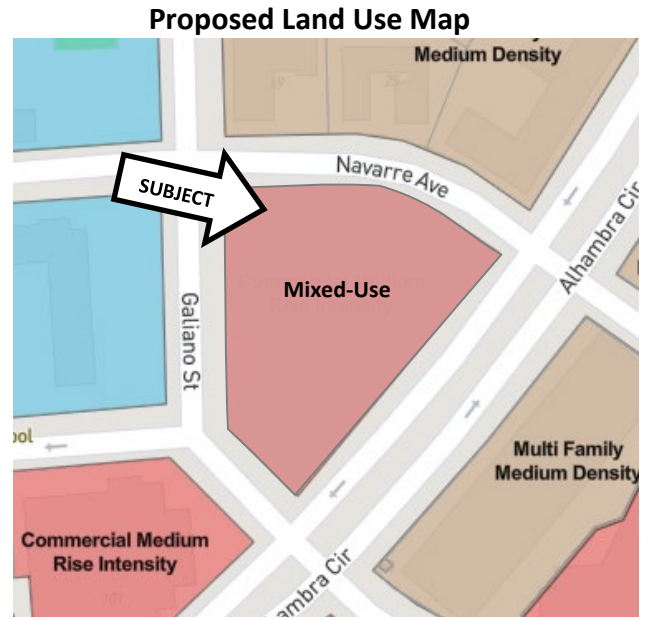 Proposed Land Use Map
Medium Density
Navarre Ave
SUBJECT
Alhambra Cir
Mixed-Use
Galiano St
ool
Multi Family
Medium Density
Commercial Medium
Rise Intensity
ambra Cir